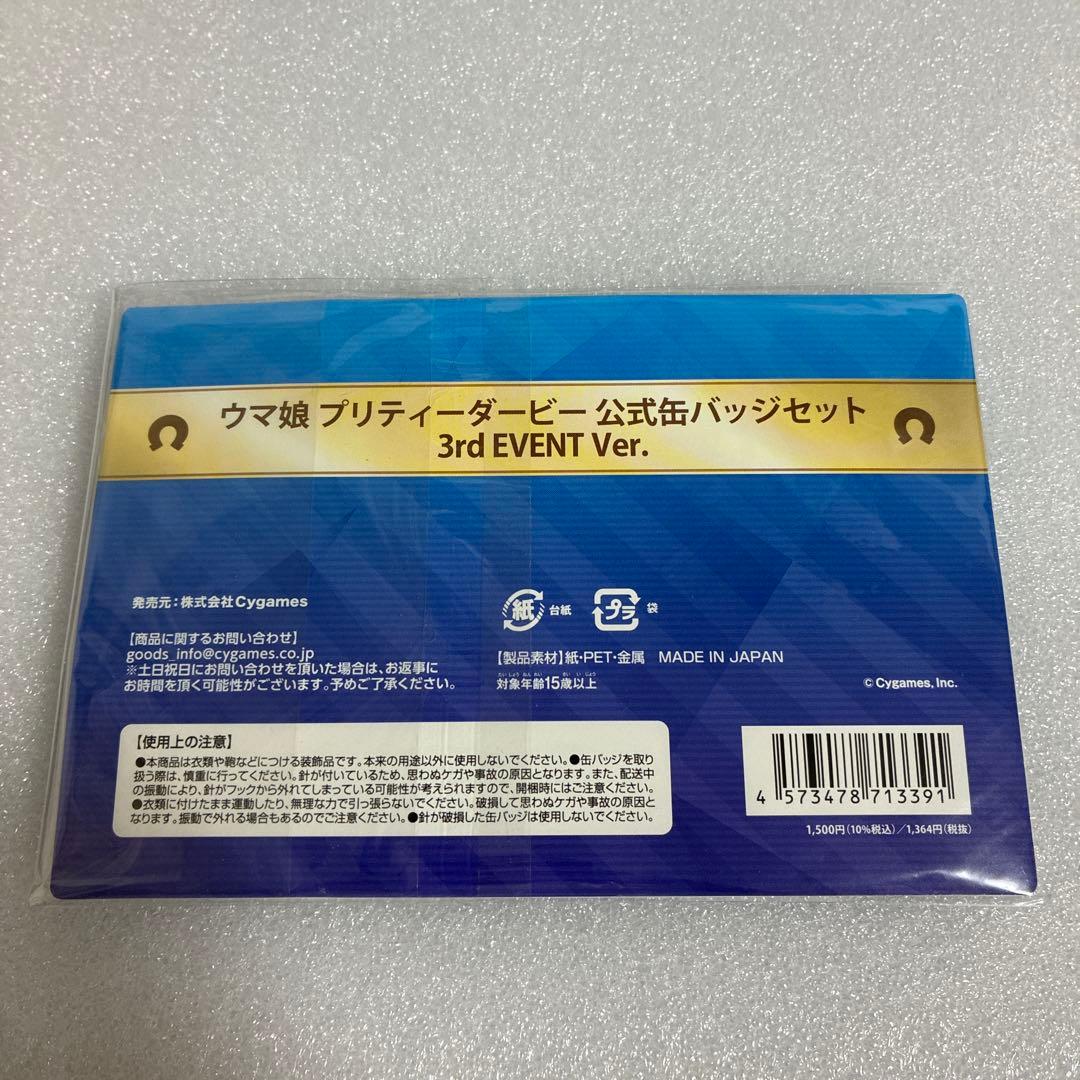 ウマ娘 プリティーダービー 公式缶バッジセット
3rd EVENT Ver.
発売元：株式会社Cygames
【商品に関するお問い合わせ】
goods_info@cygames.co.jp
※土日祝日にお問い合わせを頂いた場合は、お返事に
お時間を頂く可能性がございます。予めご了承ください。
紙 台紙
プラ 袋
【製品素材】紙・PET・金属 MADE IN JAPAN
たいしょうねんれい さいいじょう
対象年齢15歳以上
© Cygames, Inc.
【使用上の注意】
●本商品は衣類や鞄などにつける装飾品です。本来の用途以外に使用しないでください。●缶バッジを取り
扱う際は、慎重に行ってください。針が付いているため、思わぬケガや事故の原因となります。また、配送中
の振動により、針がフックから外れてしまっている可能性が考えられますので、開梱時にはご注意ください。
●衣類に付けたまま運動したり、無理な力で引っ張らないでください。破損して思わぬケガや事故の原因と
なります。振動で外れる場合もあるのでご注意ください。●針が破損した缶バッジは使用しないでください。
4 573478 713391
1,500円（10%税込）／1,364円（税抜）